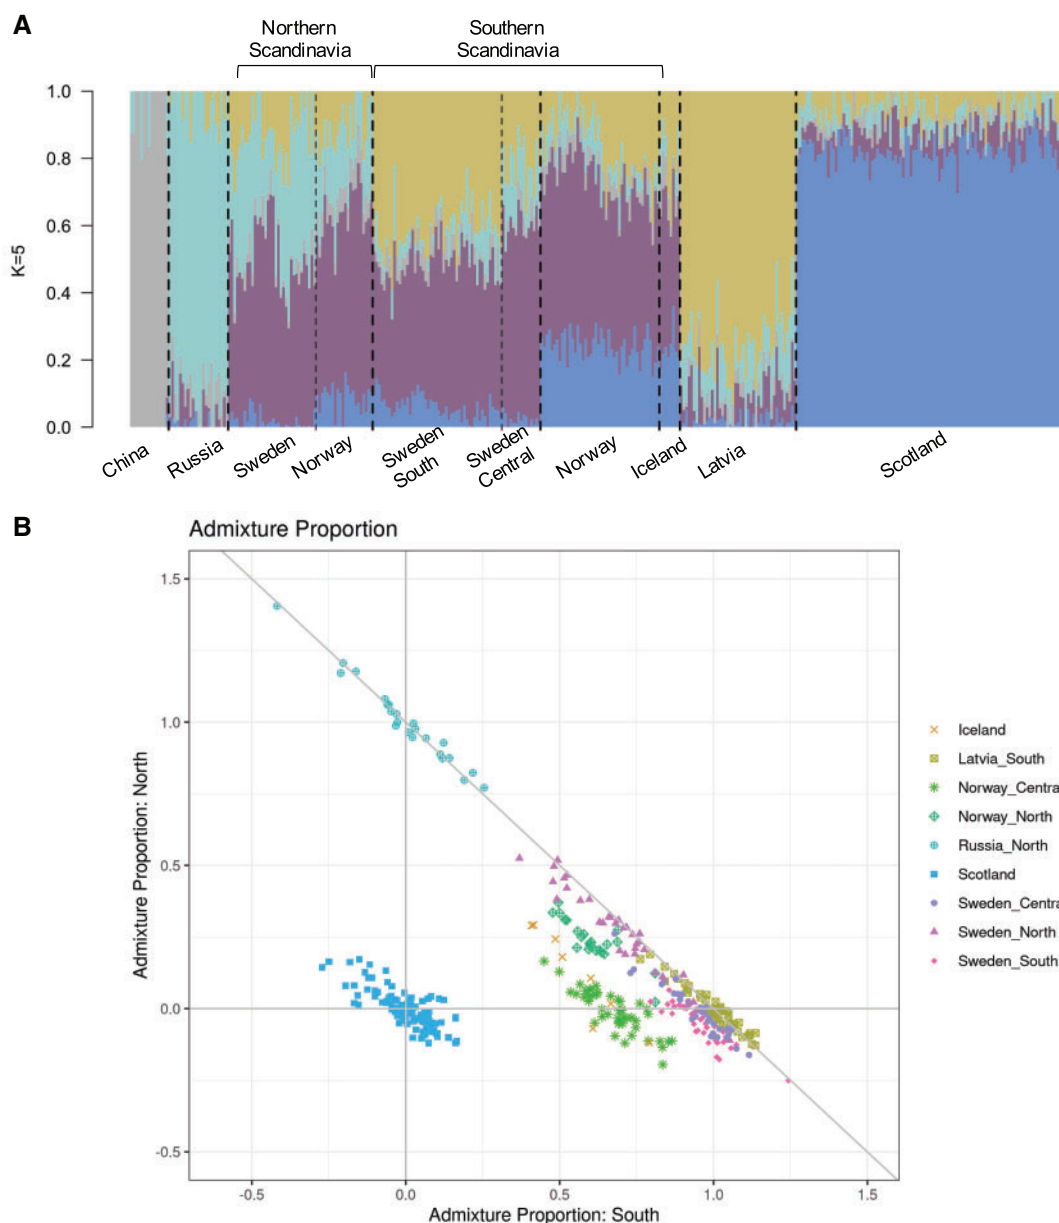 A
Northern
Scandinavia
Southern
Scandinavia
1.0
0.8
0.6
0.4
0.2
0.0
K=5
China
Russia
Sweden
Norway
Sweden
South
Sweden
Central
Norway
Iceland
Latvia
Scotland
B
Admixture Proportion
1.5
1.0
0.5
0.0
-0.5
Admixture Proportion: North
-0.5
0.0
0.5
1.0
1.5
Admixture Proportion: South
Iceland
Latvia_South
Norway_Centra
Norway_North
Russia_North
Scotland
Sweden_Centra
Sweden_North
Sweden_South